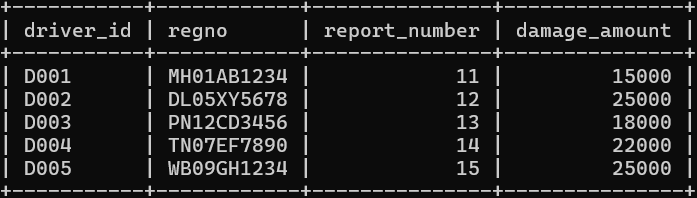 +-----------+------------+---------------+---------------+
| driver_id | regno      | report_number | damage_amount |
+-----------+------------+---------------+---------------+
| D001      | MH01AB1234 |            11 |         15000 |
| D002      | DL05XY5678 |            12 |         25000 |
| D003      | PN12CD3456 |            13 |         18000 |
| D004      | TN07EF7890 |            14 |         22000 |
| D005      | WB09GH1234 |            15 |         25000 |
+-----------+------------+---------------+---------------+